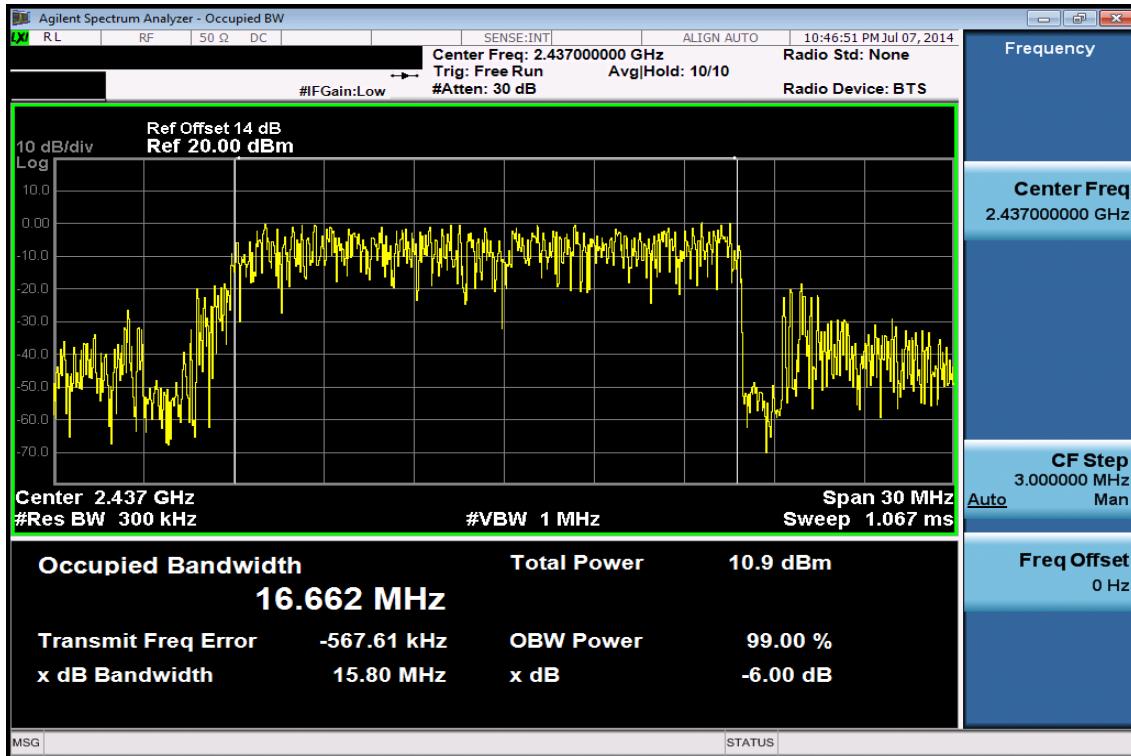 Agilent Spectrum Analyzer - Occupied BW
LXI RL RF 50 Ω DC SENSE:INT ALIGN AUTO 10:46:51 PM Jul 07, 2014
Center Freq: 2.437000000 GHz Radio Std: None
Trig: Free Run Avg|Hold: 10/10
#IFGain:Low #Atten: 30 dB Radio Device: BTS
Ref Offset 14 dB
10 dB/div Ref 20.00 dBm
Log
10.0
0.00
-10.0
-20.0
-30.0
-40.0
-50.0
-60.0
-70.0
Center 2.437 GHz Span 30 MHz
#Res BW 300 kHz #VBW 1 MHz Sweep 1.067 ms
Occupied Bandwidth Total Power 10.9 dBm
16.662 MHz
Transmit Freq Error -567.61 kHz OBW Power 99.00 %
x dB Bandwidth 15.80 MHz x dB -6.00 dB
MSG STATUS
Frequency
Center Freq
2.437000000 GHz
CF Step
3.000000 MHz
Auto Man
Freq Offset
0 Hz